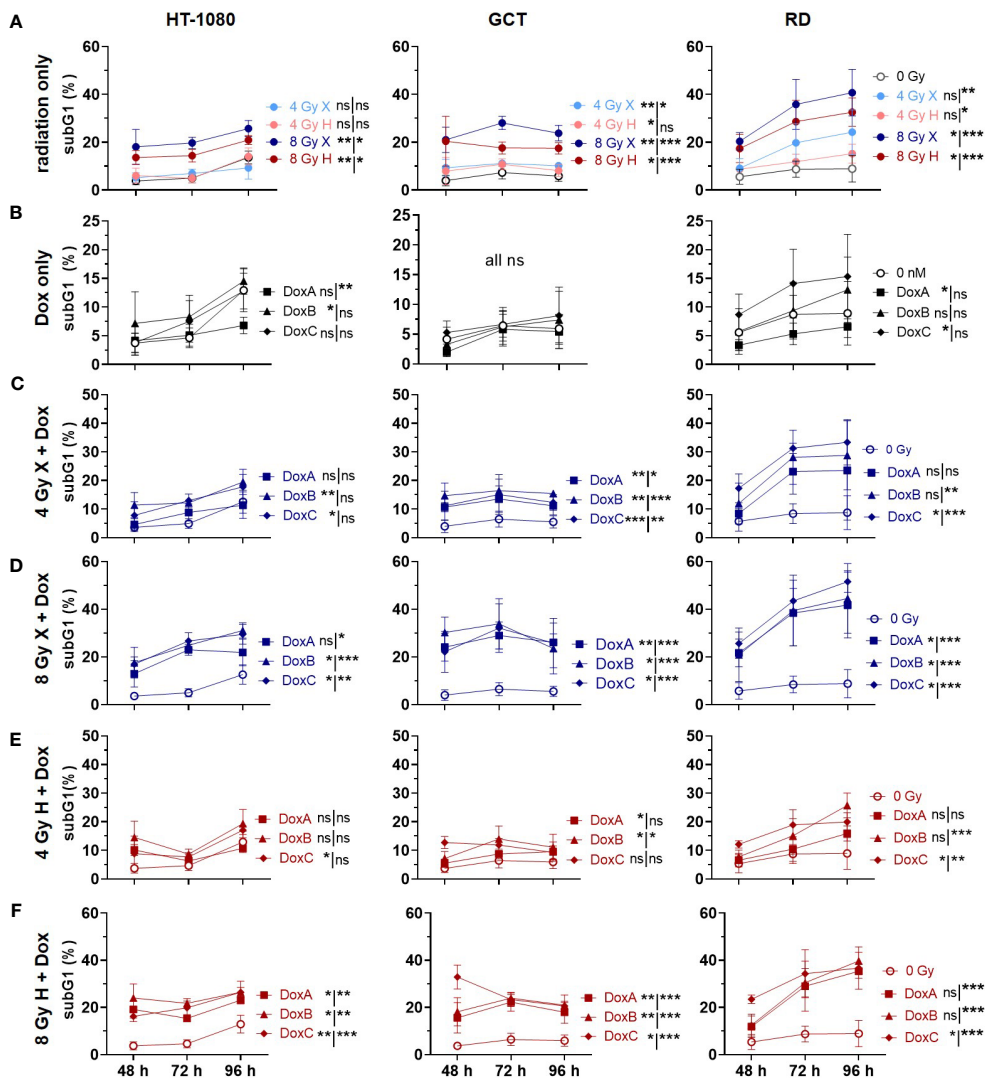 HT-1080 GCT RD
A
radiation only
subG1 (%)
60
40
20
0
4 Gy X ns|ns
4 Gy H ns|ns
8 Gy X **|*
8 Gy H **|*
60
40
20
0
4 Gy X **|*
4 Gy H *|ns
8 Gy X **|***
8 Gy H *|***
60
40
20
0
0 Gy
4 Gy X ns|**
4 Gy H ns|*
8 Gy X *|***
8 Gy H *|***
B
Dox only
subG1 (%)
25
20
15
10
5
0
DoxA ns|**
DoxB *|ns
DoxC ns|ns
25
20
15
10
5
0
all ns
25
20
15
10
5
0
0 nM
DoxA *|ns
DoxB ns|ns
DoxC *|ns
C
4 Gy X + Dox
subG1 (%)
50
40
30
20
10
0
DoxA ns|ns
DoxB **|ns
DoxC *|ns
50
40
30
20
10
0
DoxA **|*
DoxB **|***
DoxC ***|**
50
40
30
20
10
0
0 Gy
DoxA ns|ns
DoxB ns|**
DoxC *|***
D
8 Gy X + Dox
subG1 (%)
60
40
20
0
DoxA ns|*
DoxB *|***
DoxC *|**
60
40
20
0
DoxA **|***
DoxB *|***
DoxC *|***
60
40
20
0
0 Gy
DoxA *|***
DoxB *|***
DoxC *|***
E
4 Gy H + Dox
subG1(%)
50
40
30
20
10
0
DoxA ns|ns
DoxB ns|ns
DoxC *|ns
50
40
30
20
10
0
DoxA *|ns
DoxB *|*
DoxC ns|ns
50
40
30
20
10
0
0 Gy
DoxA ns|ns
DoxB ns|***
DoxC *|**
F
8 Gy H + Dox
subG1 (%)
60
40
20
0
DoxA *|**
DoxB *|**
DoxC **|***
48 h 72 h 96 h
60
40
20
0
DoxA **|***
DoxB **|***
DoxC *|***
48 h 72 h 96 h
60
40
20
0
0 Gy
DoxA ns|***
DoxB ns|***
DoxC *|***
48 h 72 h 96 h